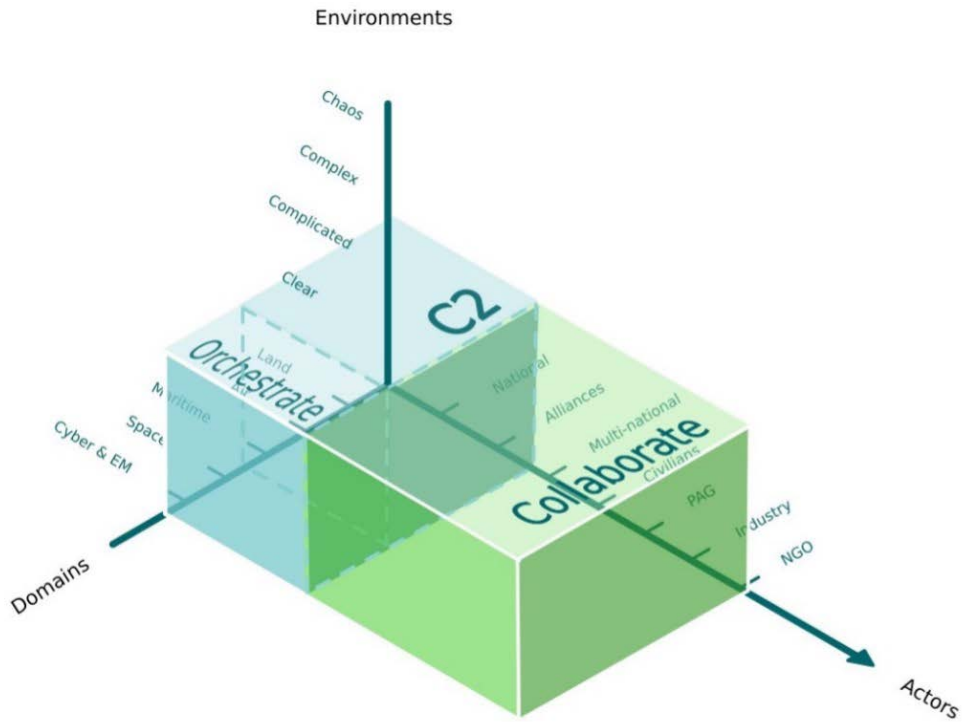 Environments
Chaos
Complex
Complicated
Clear
C2
Orchestrate
Land
Air
Maritime
Space
Cyber & EM
Domains
National
Alliances
Multi-national
Collaborate
Civilians
PAG
Industry
NGO
Actors